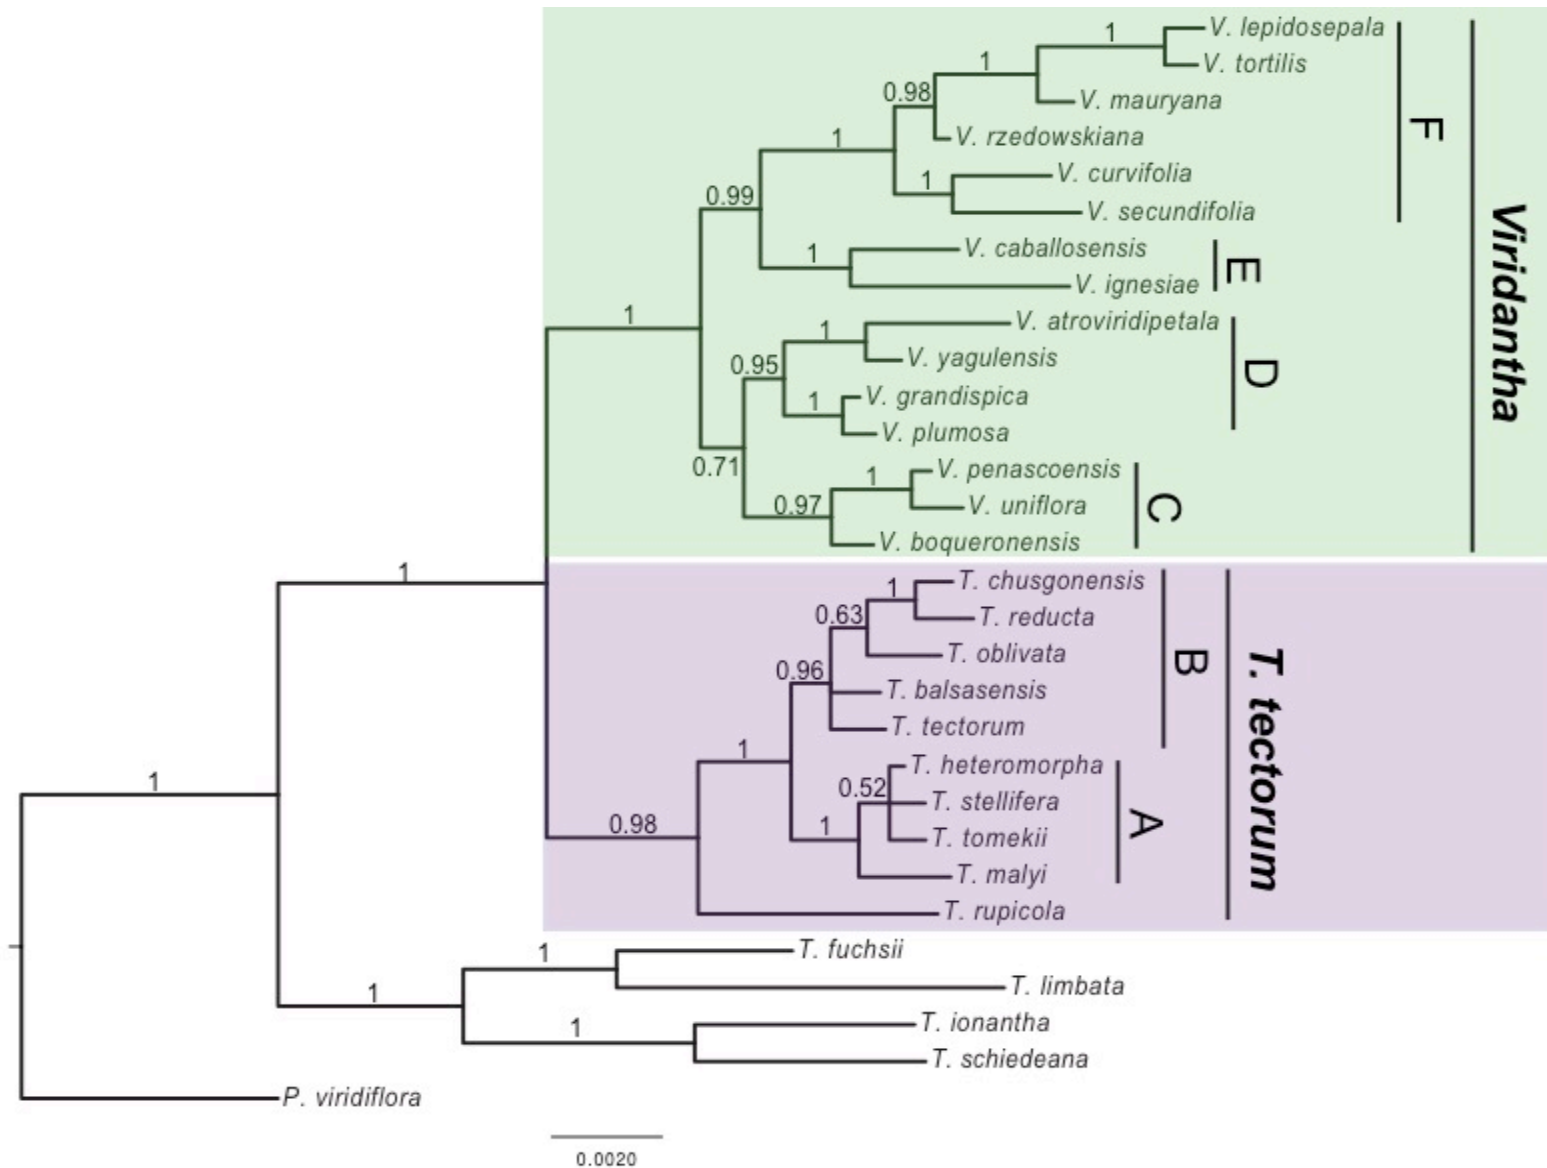 1
V. lepidosepala
1
V. tortilis
0.98
V. mauryana
1
V. rzedowskiana
F
1
V. curvifolia
0.99
V. secundifolia
1
V. caballosensis
V. ignesiae
E
Viridantha
1
V. atroviridipetala
1
V. yagulensis
0.95
V. grandispica
1
V. plumosa
D
0.71
V. penascoensis
1
V. uniflora
0.97
V. boqueronensis
C
1
T. chusgonensis
1
T. reducta
0.63
T. oblivata
0.96
T. balsasensis
T. tectorum
B
T. tectorum
1
T. heteromorpha
0.52
T. stellifera
1
T. tomekii
0.98
T. malyi
A
T. rupicola
1
T. fuchsii
1
T. limbata
1
T. ionantha
1
T. schiedeana
P. viridiflora
0.0020